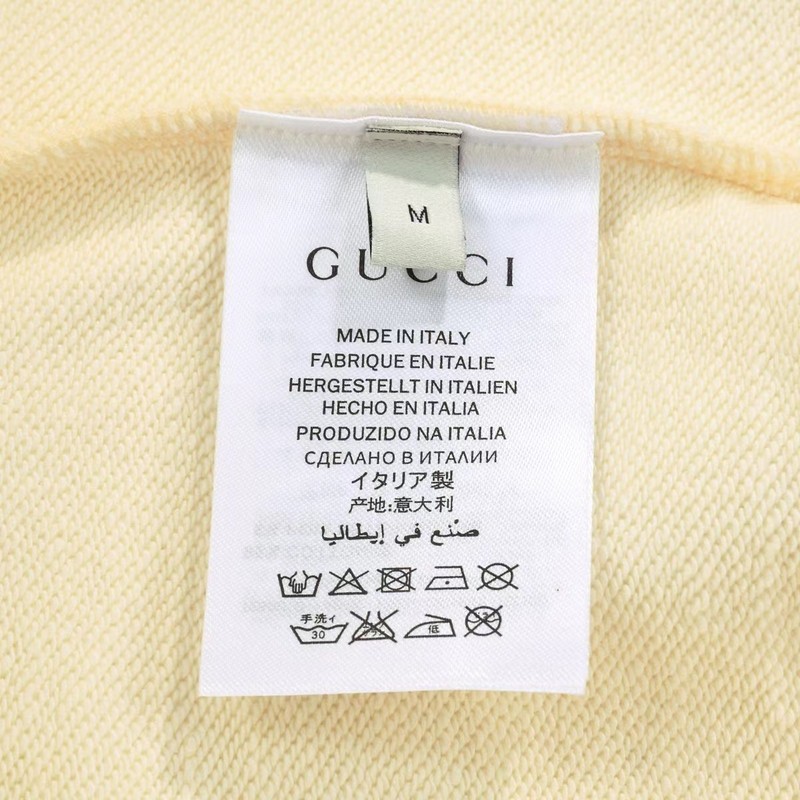 M
GUCCI
MADE IN ITALY
FABRIQUE EN ITALIE
HERGESTELLT IN ITALIEN
HECHO EN ITALIA
PRODUZIDO NA ITALIA
СДЕЛАНО В ИТАЛИИ
イタリア製
产地:意大利
صنع في إيطاليا
手洗イ
30
低